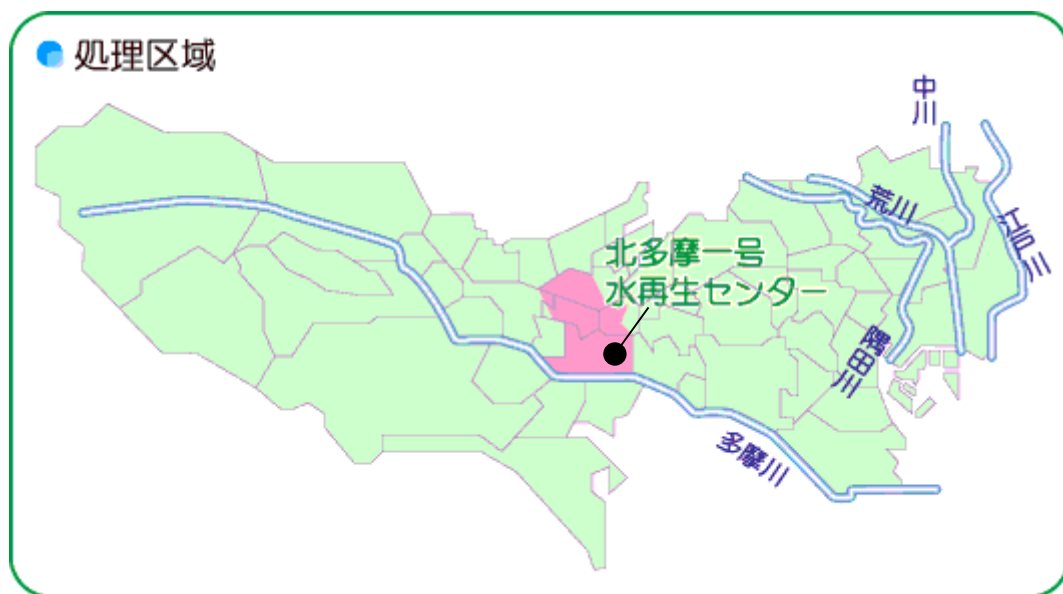 処理区域
中川
荒川
江戸川
北多摩一号
水再生センター
隅田川
多摩川